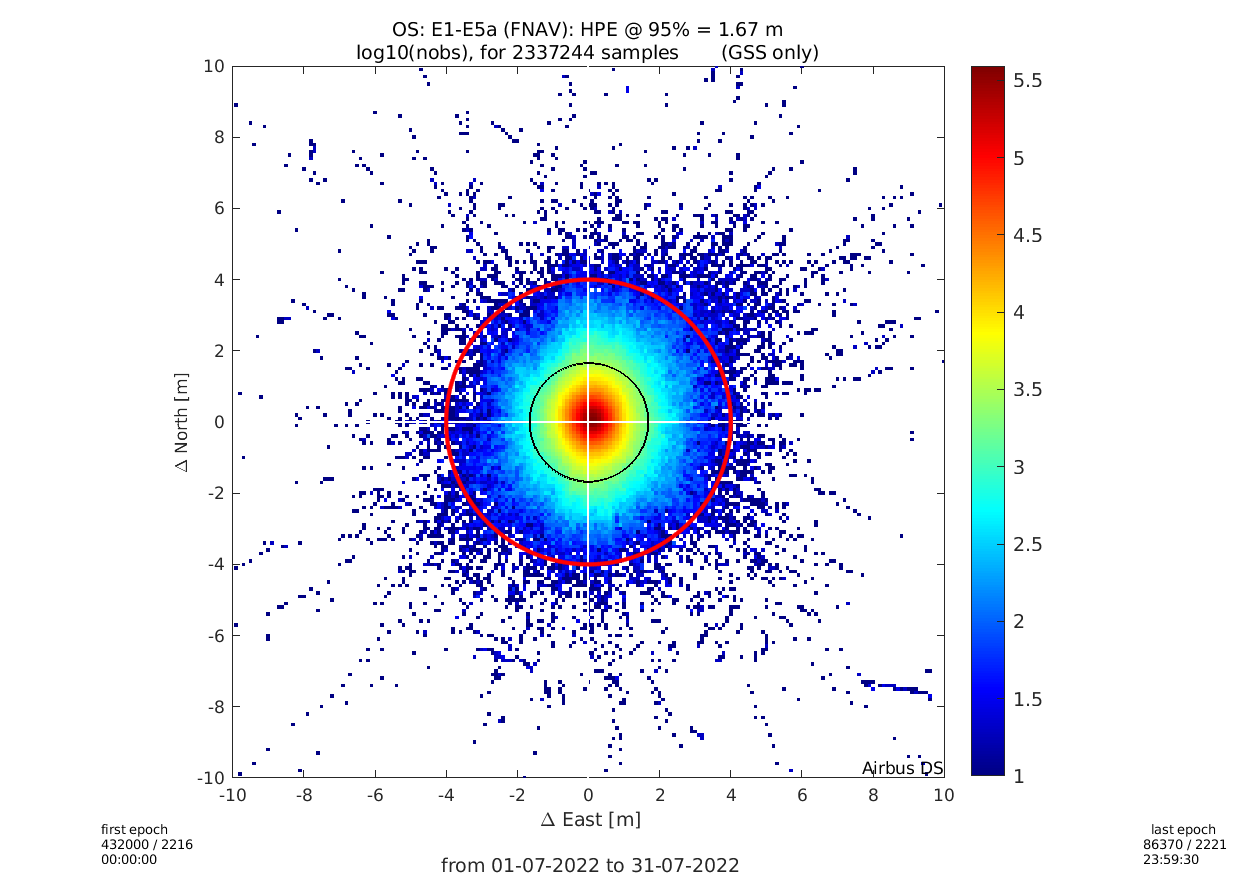 OS: E1-E5a (FNAV): HPE @ 95% = 1.67 m
log10(nobs), for 2337244 samples (GSS only)
10
8
6
4
2
0
-2
-4
-6
-8
-10
Δ North [m]
-10 -8 -6 -4 -2 0 2 4 6 8 10
Δ East [m]
Airbus DS
5.5
5
4.5
4
3.5
3
2.5
2
1.5
1
first epoch
432000 / 2216
00:00:00
from 01-07-2022 to 31-07-2022
last epoch
86370 / 2221
23:59:30